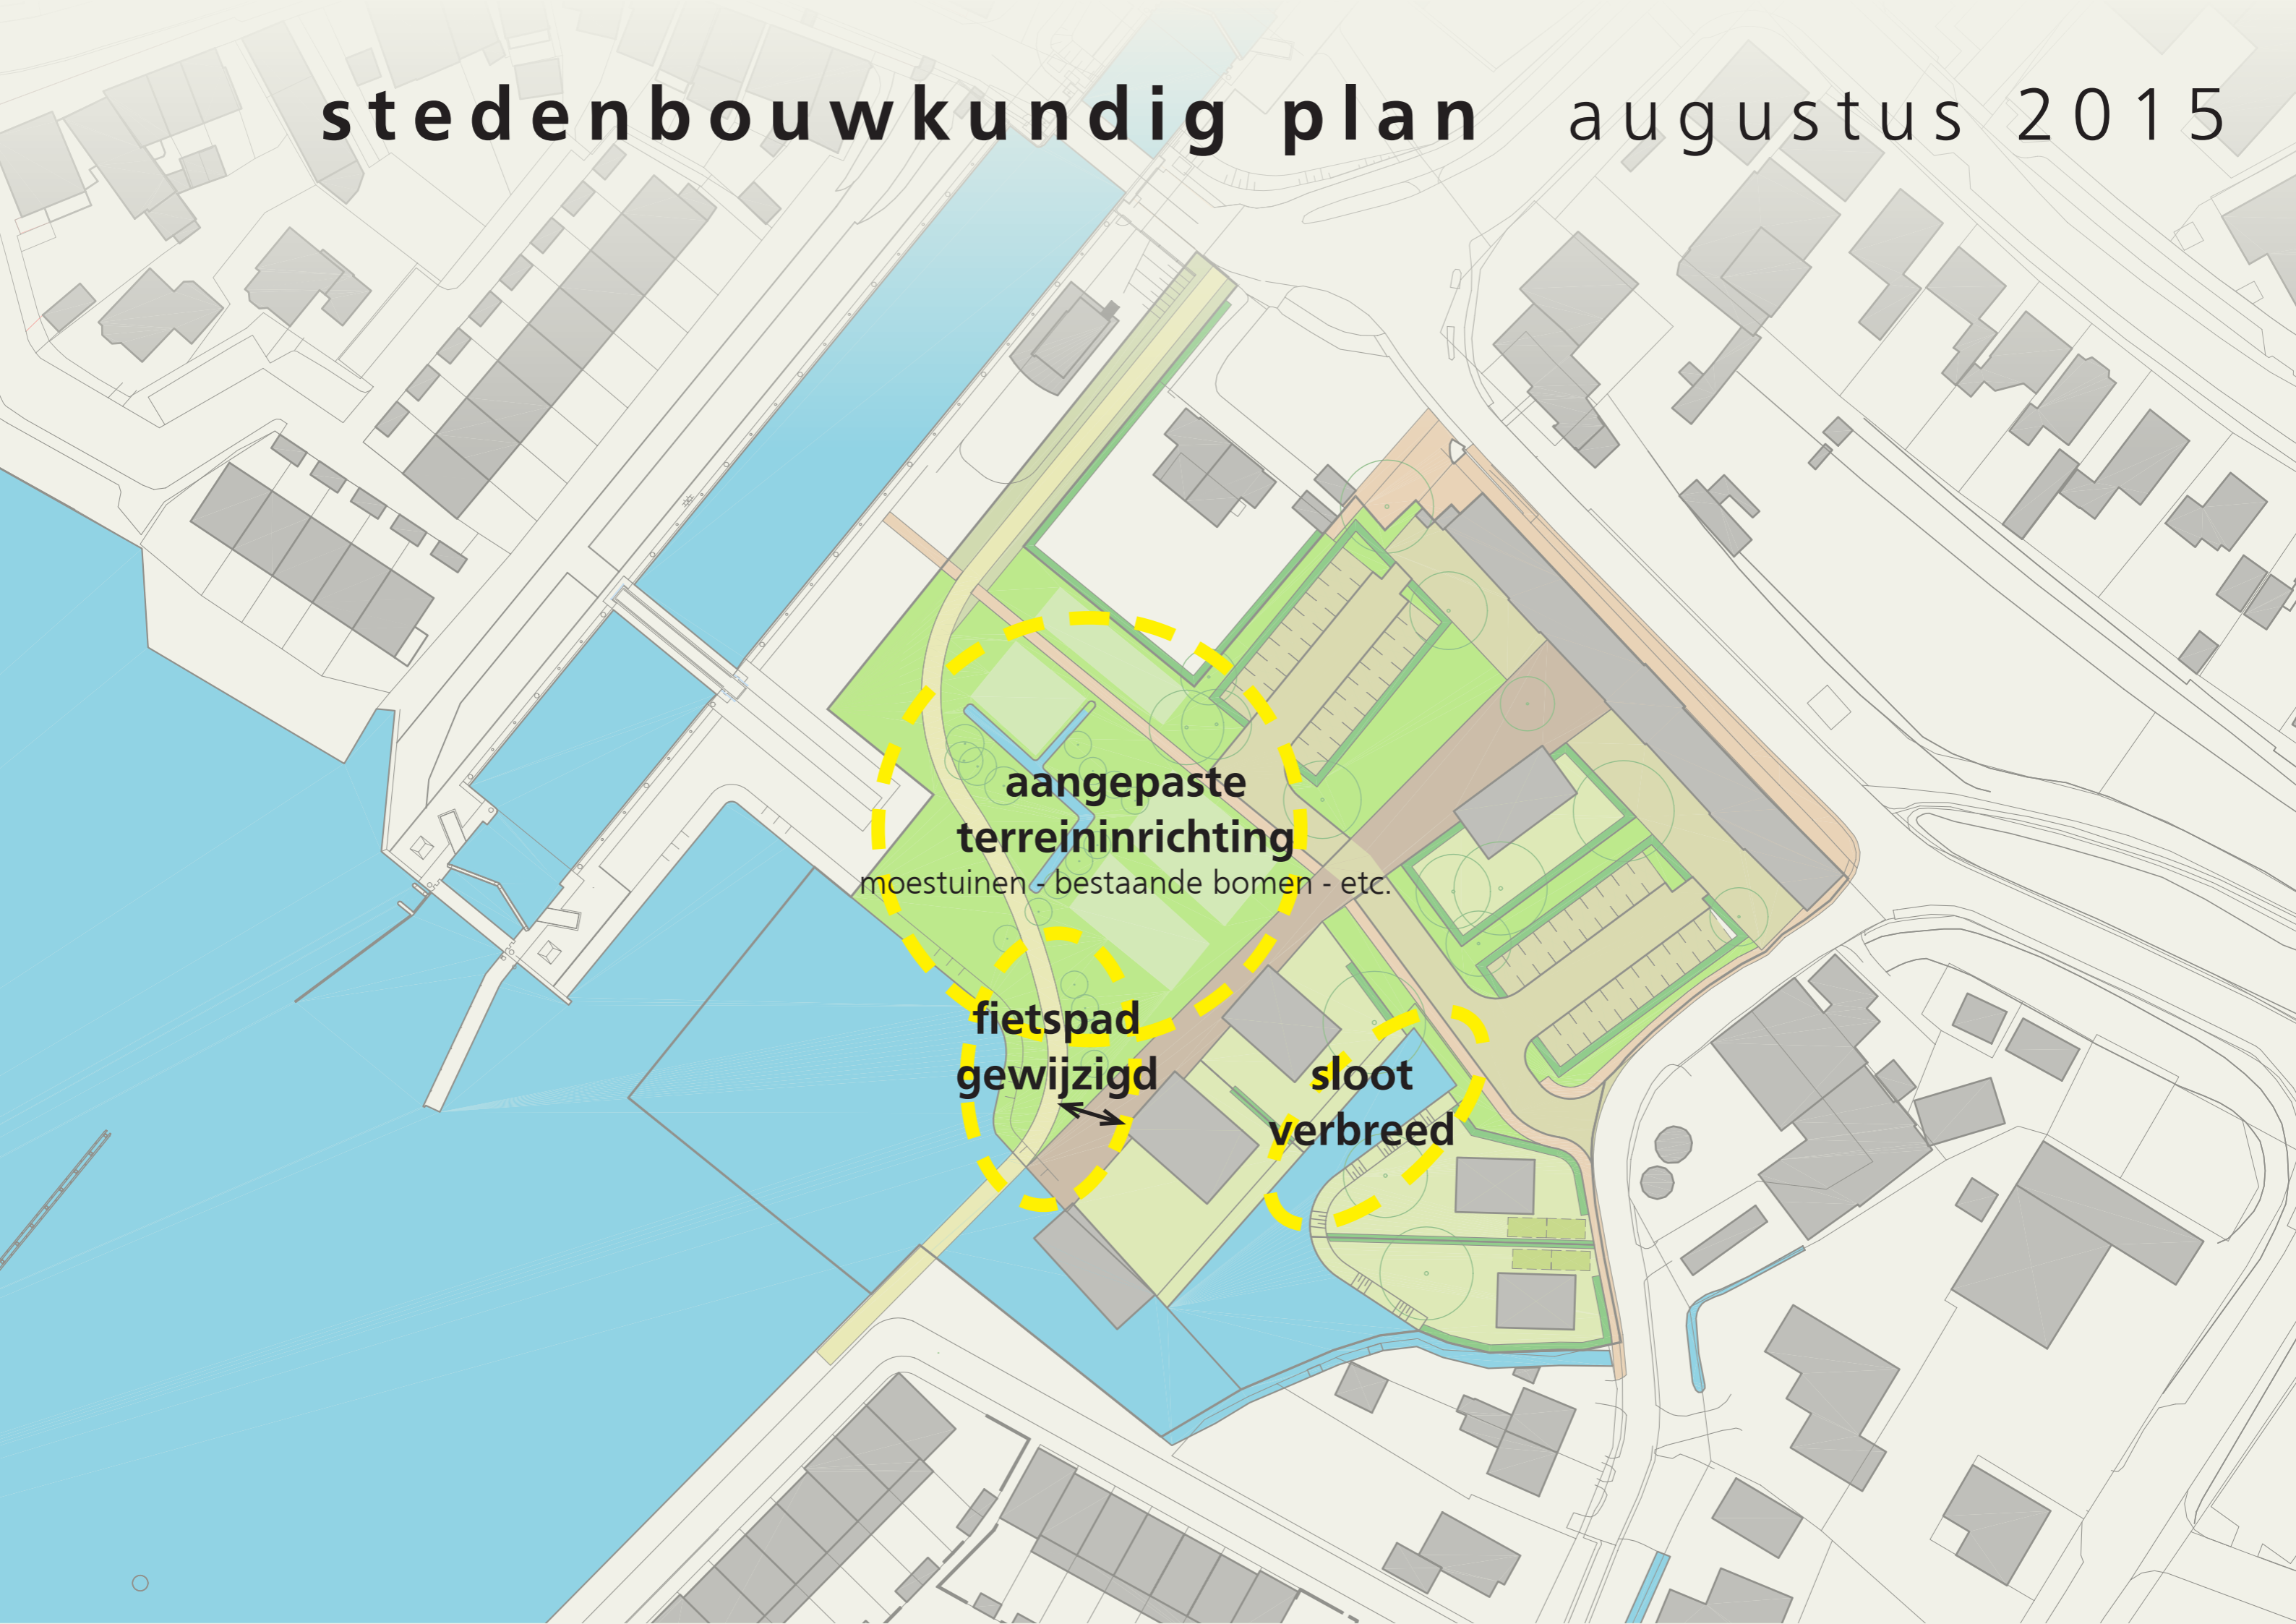 stedenbouwkundig plan augustus 2015
aangepaste
terreininrichting
moestuinen - bestaande bomen - etc.
fietspad
gewijzigd
sloot
verbreed